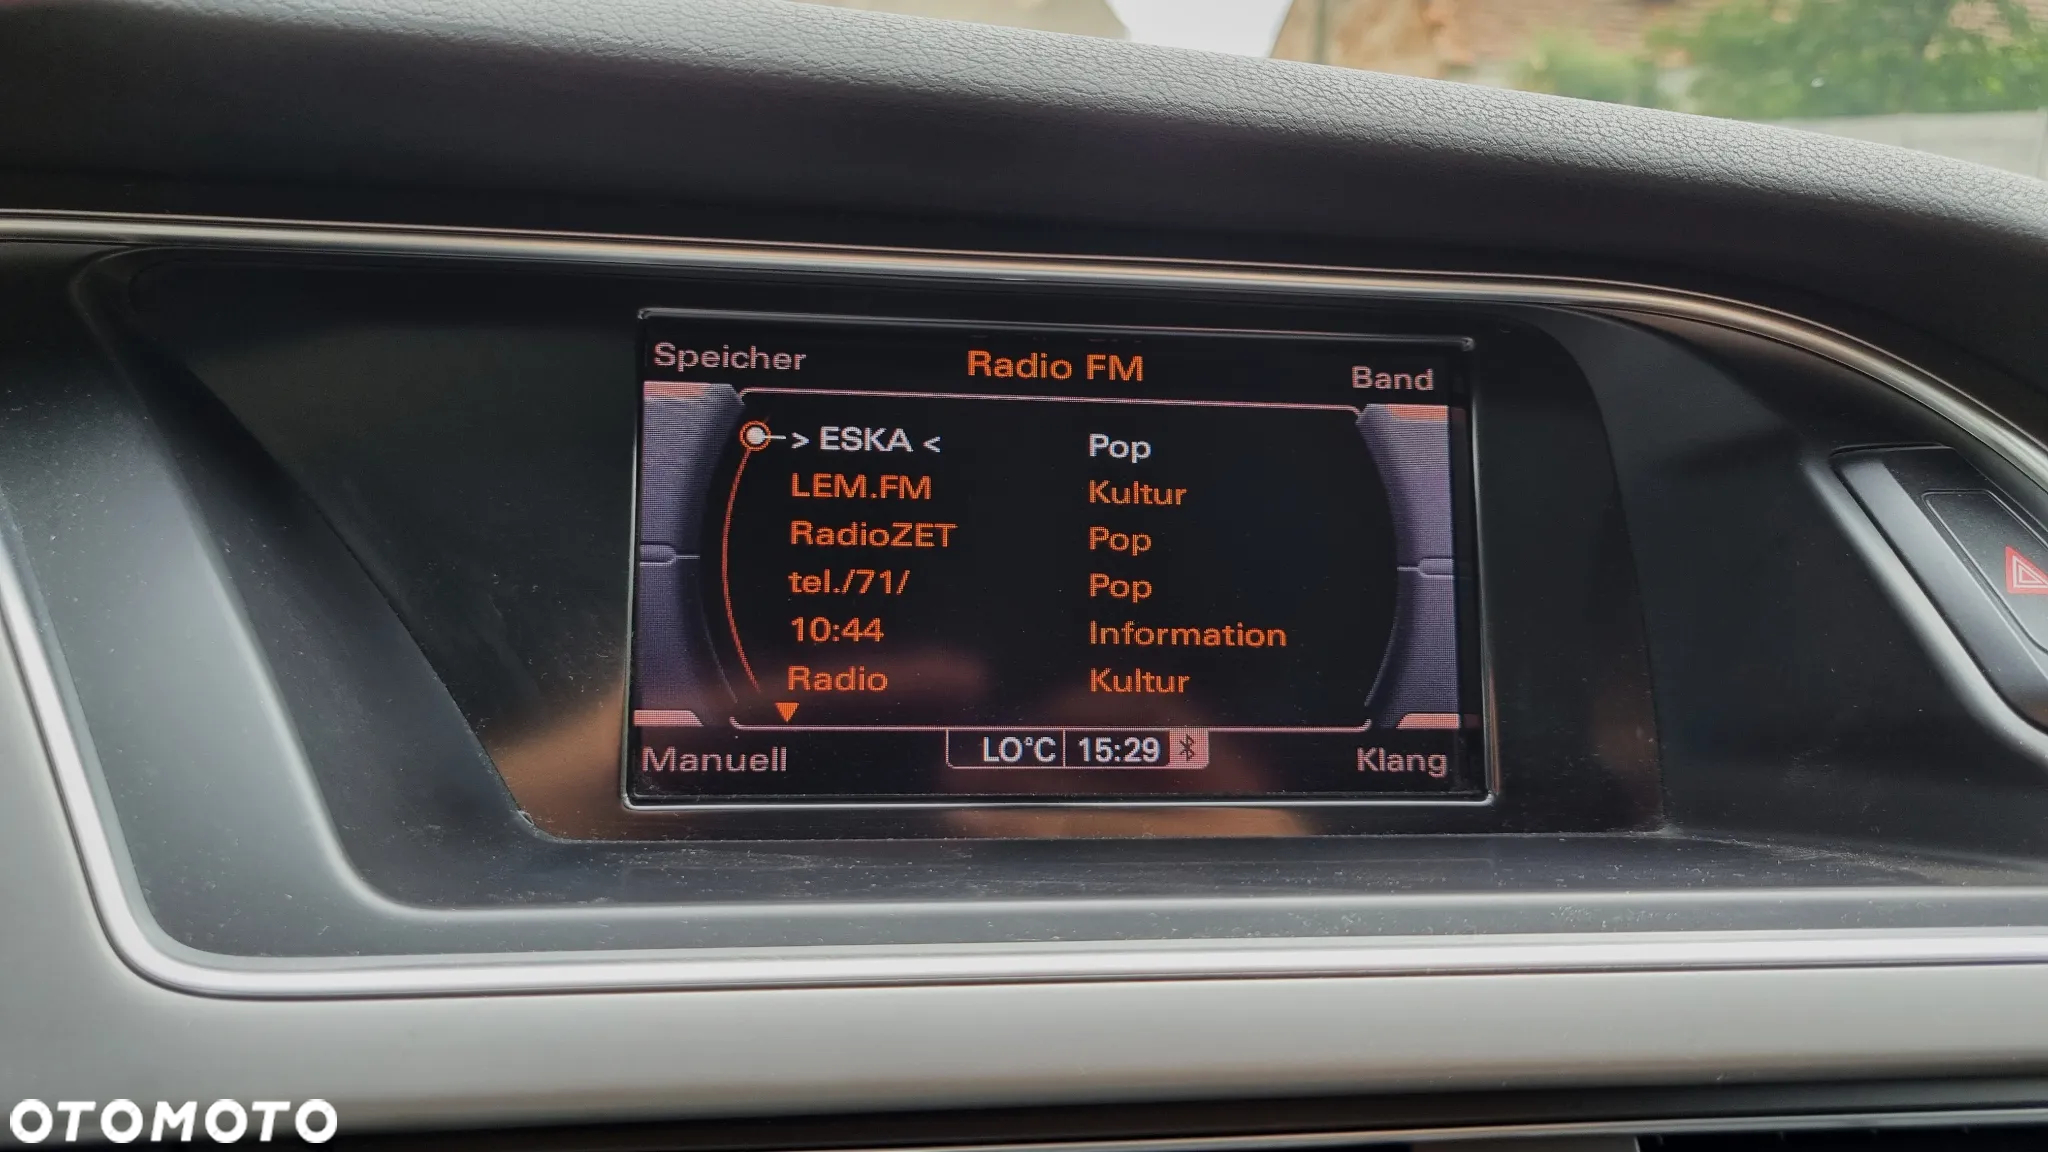 Speicher Radio FM Band
> ESKA < Pop
LEM.FM Kultur
RadioZET Pop
tel./71/ Pop
10:44 Information
Radio Kultur
Manuell LO°C 15:29 Klang
OTOMOTO